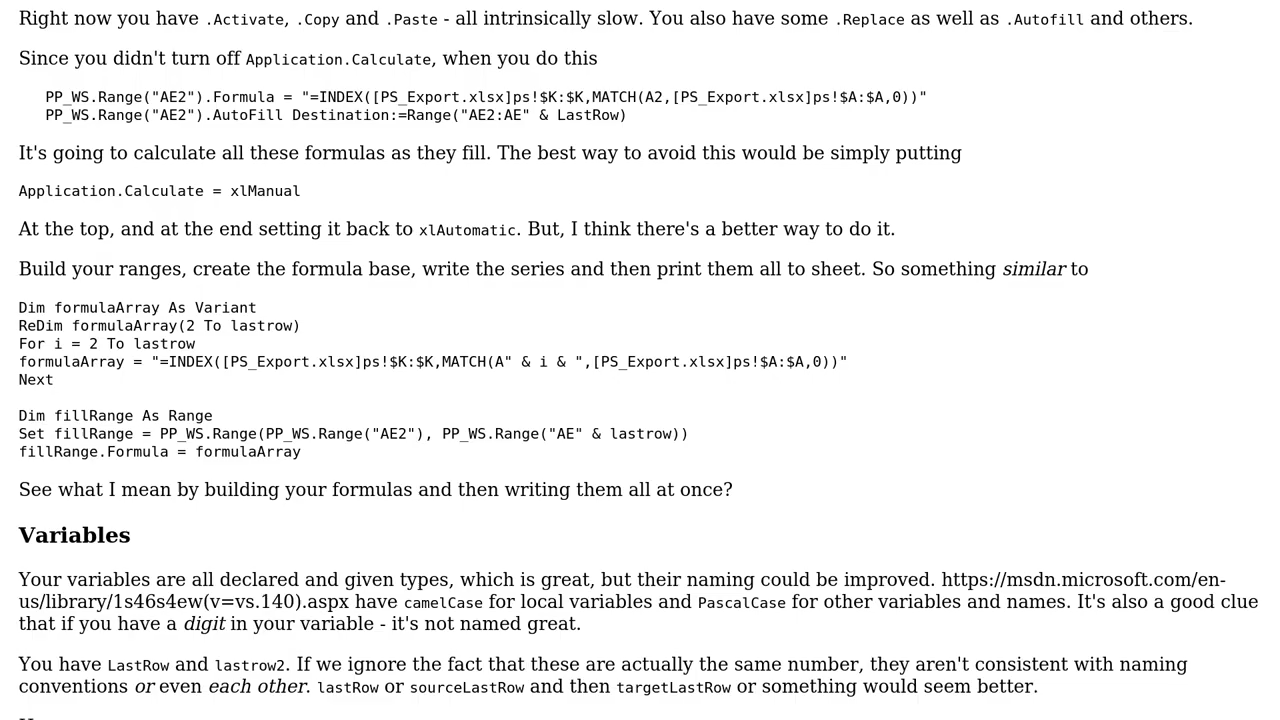 Right now you have .Activate, .Copy and .Paste - all intrinsically slow. You also have some .Replace as well as .Autofill and others.
Since you didn't turn off Application.Calculate, when you do this
PP_WS.Range("AE2").Formula = "=INDEX([PS_Export.xlsx]ps!$K:$K,MATCH(A2,[PS_Export.xlsx]ps!$A:$A,0))"
PP_WS.Range("AE2").AutoFill Destination:=Range("AE2:AE" & LastRow)
It's going to calculate all these formulas as they fill. The best way to avoid this would be simply putting
Application.Calculate = xlManual
At the top, and at the end setting it back to xlAutomatic. But, I think there's a better way to do it.
Build your ranges, create the formula base, write the series and then print them all to sheet. So something similar to
Dim formulaArray As Variant
ReDim formulaArray(2 To lastrow)
For i = 2 To lastrow
formulaArray = "=INDEX([PS_Export.xlsx]ps!$K:$K,MATCH(A" & i & ",[PS_Export.xlsx]ps!$A:$A,0))"
Next
Dim fillRange As Range
Set fillRange = PP_WS.Range(PP_WS.Range("AE2"), PP_WS.Range("AE" & lastrow))
fillRange.Formula = formulaArray
See what I mean by building your formulas and then writing them all at once?
Variables
Your variables are all declared and given types, which is great, but their naming could be improved. https://msdn.microsoft.com/en-
us/library/1s46s4ew(v=vs.140).aspx have camelCase for local variables and PascalCase for other variables and names. It's also a good clue
that if you have a digit in your variable - it's not named great.
You have LastRow and lastrow2. If we ignore the fact that these are actually the same number, they aren't consistent with naming
conventions or even each other. lastRow or sourceLastRow and then targetLastRow or something would seem better.